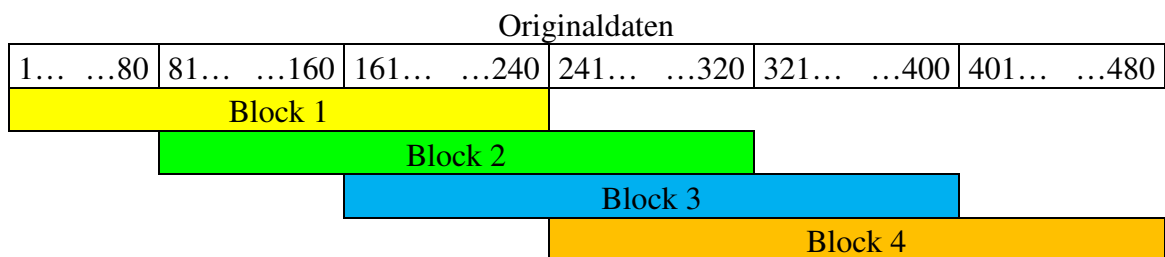 Originaldaten
1… …80 81… …160 161… …240 241… …320 321… …400 401… …480
Block 1
Block 2
Block 3
Block 4